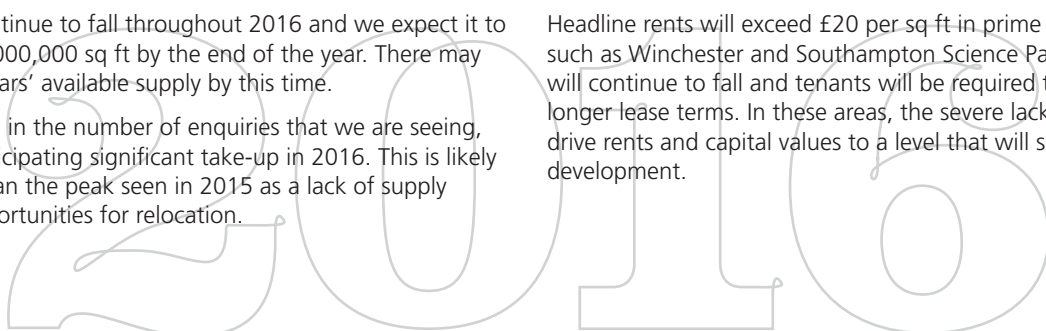 tinue to fall throughout 2016 and we expect it to
000,000 sq ft by the end of the year. There may
ars’ available supply by this time.
in the number of enquiries that we are seeing,
cipating significant take-up in 2016. This is likely
an the peak seen in 2015 as a lack of supply
ortunities for relocation.
Headline rents will exceed £20 per sq ft in prime
such as Winchester and Southampton Science Pa
will continue to fall and tenants will be required t
longer lease terms. In these areas, the severe lack
drive rents and capital values to a level that will s
development.
2016